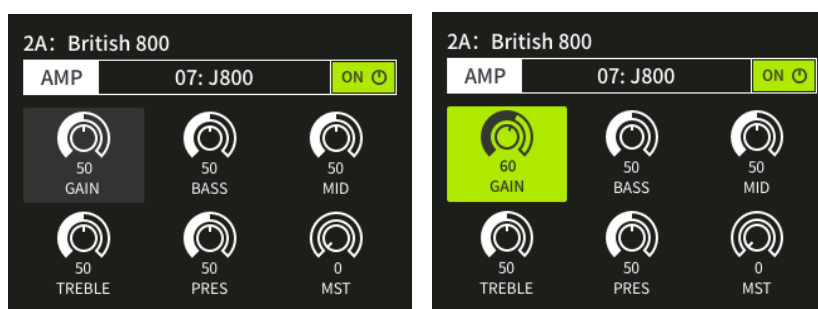 2A: British 800
AMP 07: J800 ON
50 50 50
GAIN BASS MID
50 50 0
TREBLE PRES MST
2A: British 800
AMP 07: J800 ON
60 50 50
GAIN BASS MID
50 50 0
TREBLE PRES MST